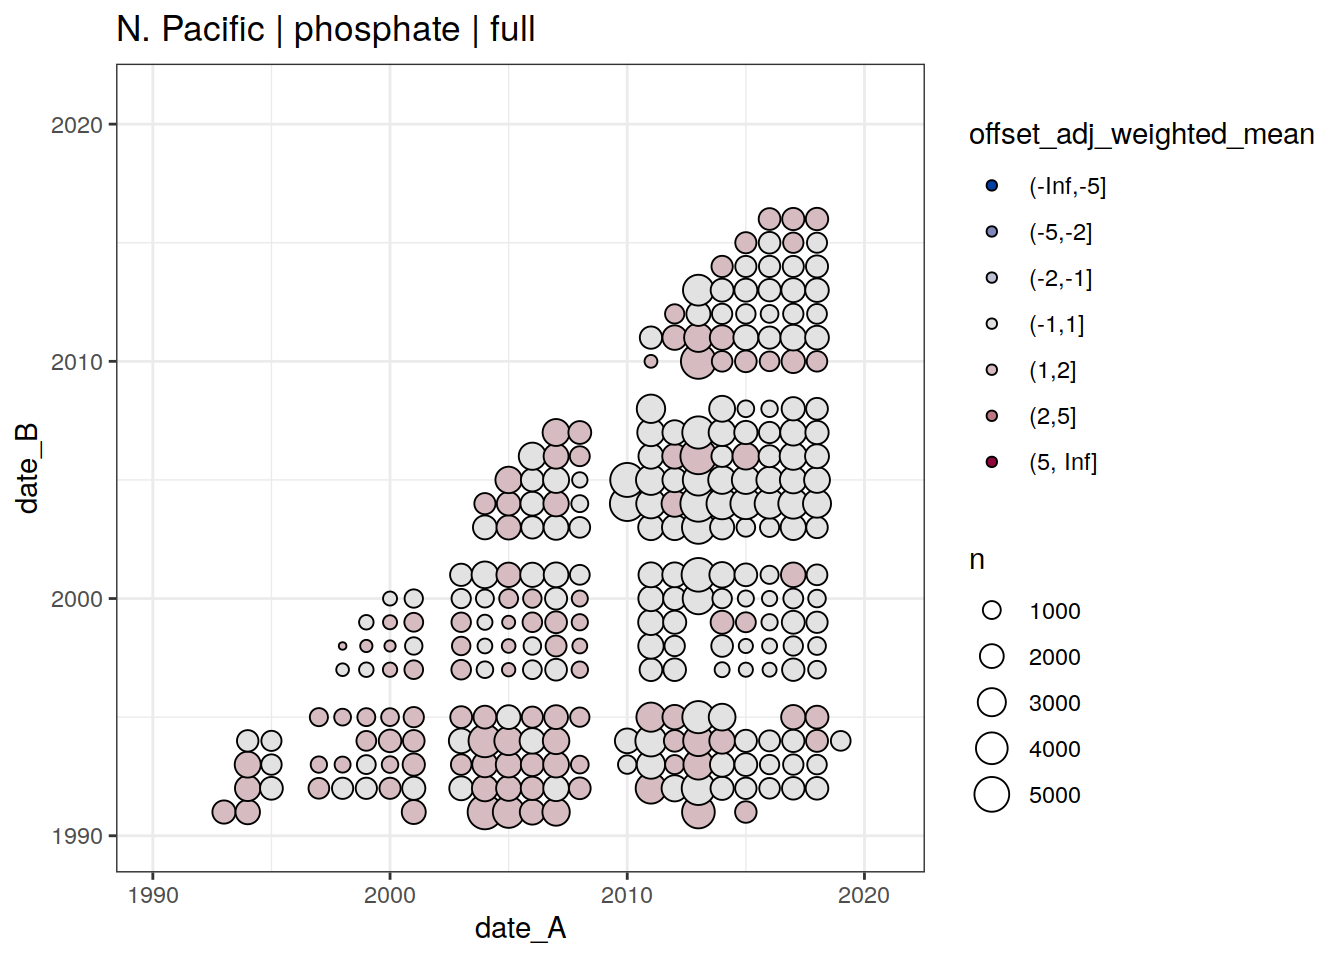 N. Pacific | phosphate | full
2020
2010
2000
1990
1990 2000 2010 2020
date_A
date_B
offset_adj_weighted_mean
(-Inf,-5]
(-5,-2]
(-2,-1]
(-1,1]
(1,2]
(2,5]
(5, Inf]
n
1000
2000
3000
4000
5000